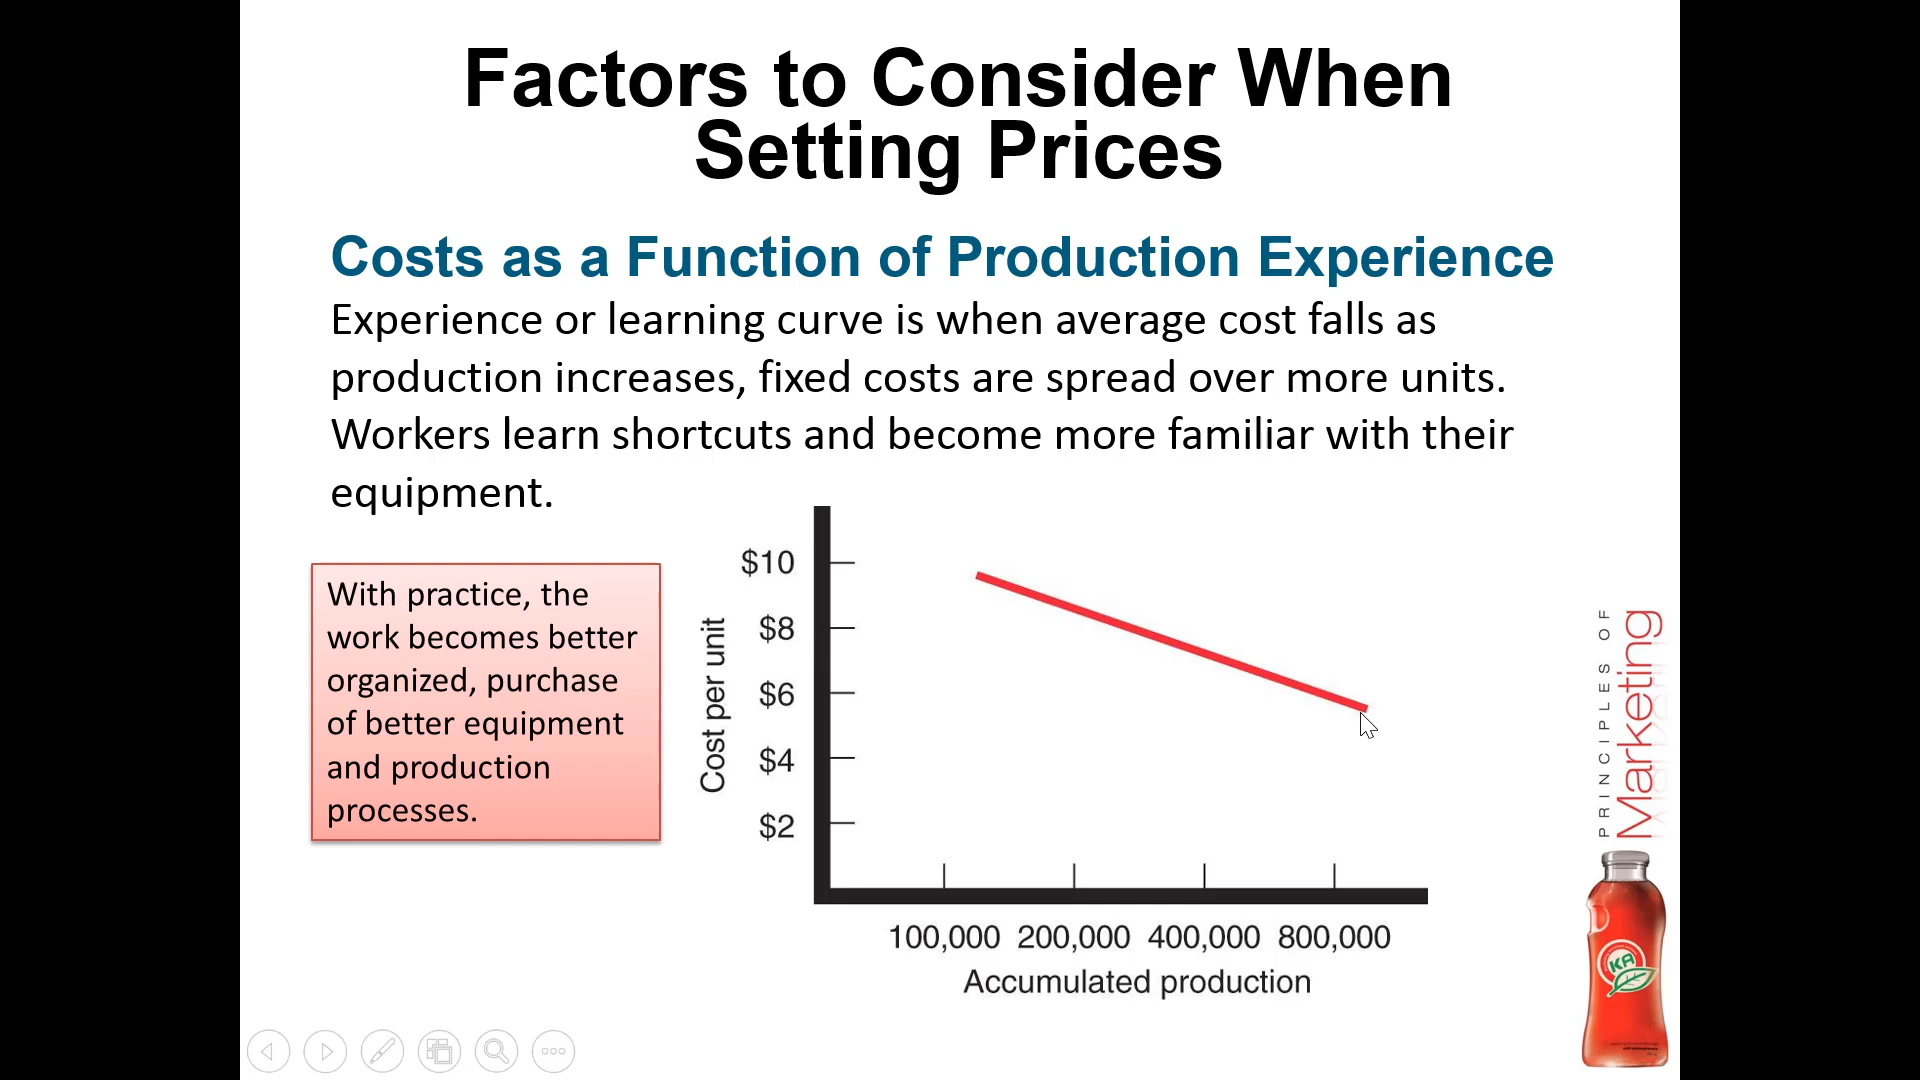 Factors to Consider When
Setting Prices
Costs as a Function of Production Experience
Experience or learning curve is when average cost falls as
production increases, fixed costs are spread over more units.
Workers learn shortcuts and become more familiar with their
equipment.
With practice, the
work becomes better
organized, purchase
of better equipment
and production
processes.
Cost per unit
$10
$8
$6
$4
$2
100,000 200,000 400,000 800,000
Accumulated production
PRINCIPLES OF
Marketing
KA